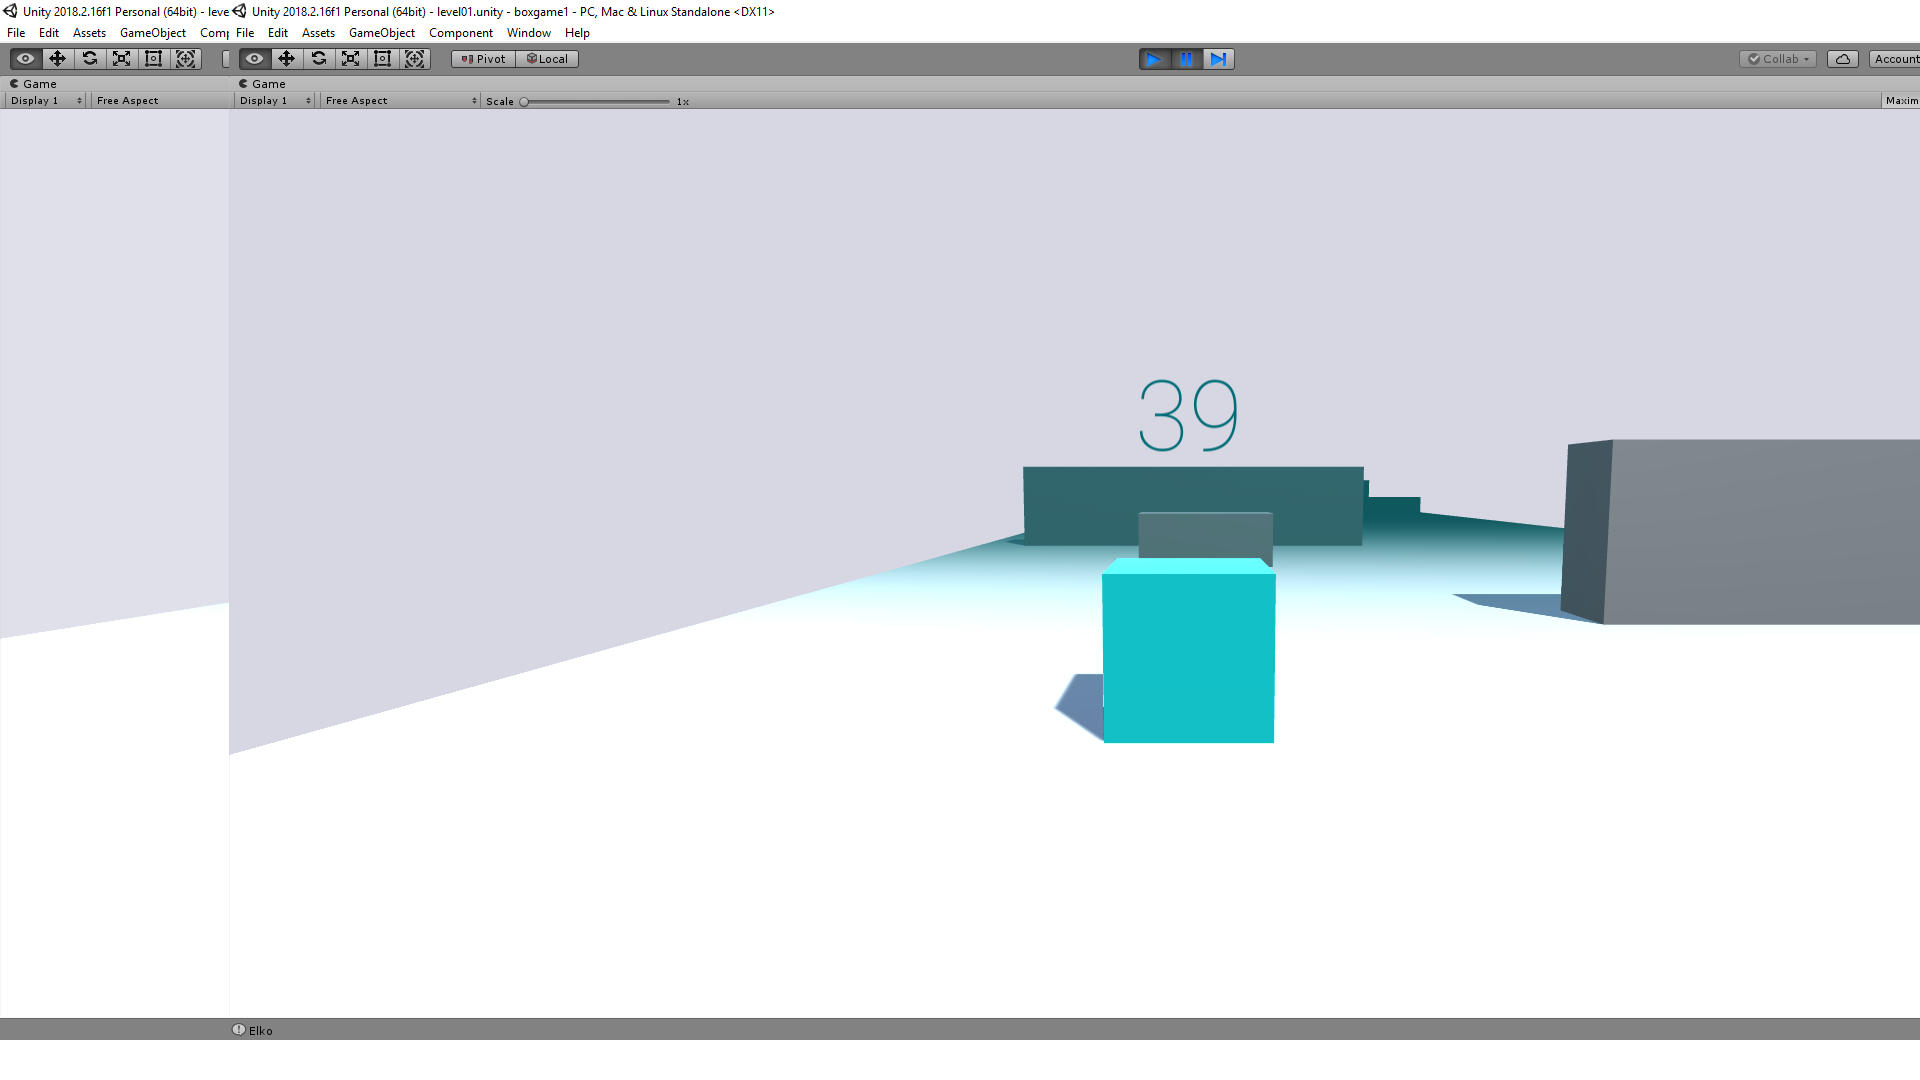 Unity 2018.2.16f1 Personal (64bit) - leve
Unity 2018.2.16f1 Personal (64bit) - level01.unity - boxgame1 - PC, Mac & Linux Standalone <DX11>
File Edit Assets GameObject Comp
File Edit Assets GameObject Component Window Help
Pivot Local Collab Account
Game
Game
Display 1 Free Aspect
Display 1 Free Aspect Scale 1x Maxim
39
Elko